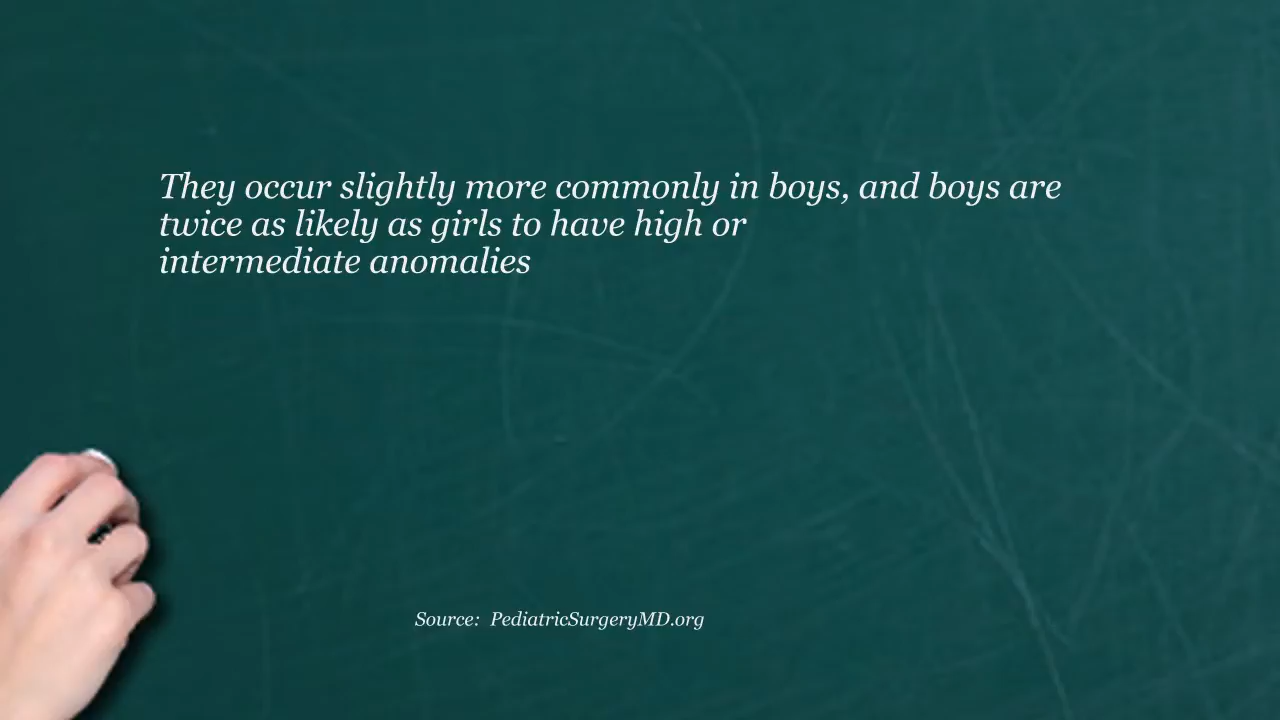 They occur slightly more commonly in boys, and boys are
twice as likely as girls to have high or
intermediate anomalies
Source: PediatricSurgeryMD.org